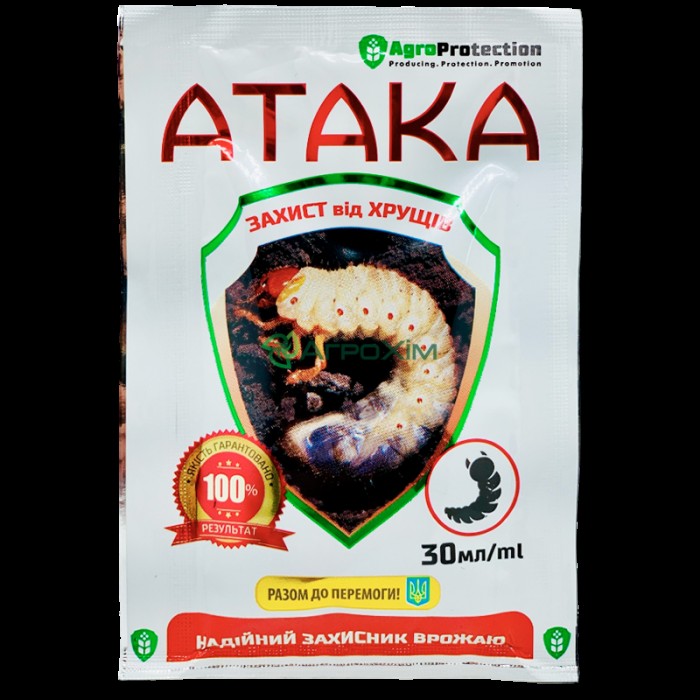 AgroProtection
Producing. Protection. Promotion
АТАКА
ЗАХИСТ від ХРУЩІВ
АГРОХІМ
ЯКІСТЬ ГАРАНТОВАНО
100%
РЕЗУЛЬТАТ
30мл/ml
РАЗОМ ДО ПЕРЕМОГИ!
НАДІЙНИЙ ЗАХИСНИК ВРОЖАЮ